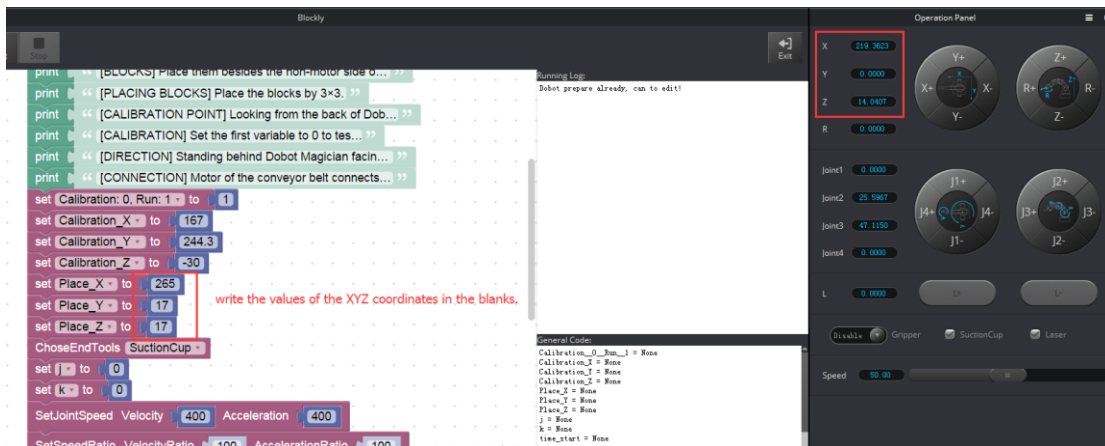 Blockly
Operation Panel
Stop
Exit
print “ [BLOCKS] Place them besides the non-motor side o... ”
print “ [PLACING BLOCKS] Place the blocks by 3×3. ”
print “ [CALIBRATION POINT] Looking from the back of Dob... ”
print “ [CALIBRATION] Set the first variable to 0 to tes... ”
print “ [DIRECTION] Standing behind Dobot Magician facin... ”
print “ [CONNECTION] Motor of the conveyor belt connects... ”
set Calibration: 0, Run: 1 to 1
set Calibration_X to 167
set Calibration_Y to 244.3
set Calibration_Z to -30
set Place_X to 265
set Place_Y to 17
set Place_Z to 17
write the values of the XYZ coordinates in the blanks,
ChoseEndTools SuctionCup
set j to 0
set k to 0
SetJointSpeed Velocity 400 Acceleration 400
SetSpeedRatio VelocityRatio 100 AccelerationRatio 100
Running Log:
Dobot prepare already, can to edit!
General Code:
Calibration__0__Run__1 = None
Calibration_X = None
Calibration_Y = None
Calibration_Z = None
Place_X = None
Place_Y = None
Place_Z = None
j = None
k = None
time_start = None
X 219.3623
Y 0.0000
Z 14.0407
R 0.0000
Y+
X+ X-
Y-
Z+
R+ R-
Z-
Joint1 0.0000
Joint2 25.5967
Joint3 47.1150
Joint4 0.0000
J1+
J4+ J4-
J1-
J2+
J3+ J3-
J2-
L 0.0000
Disable Gripper SuctionCup Laser
Speed 50.00